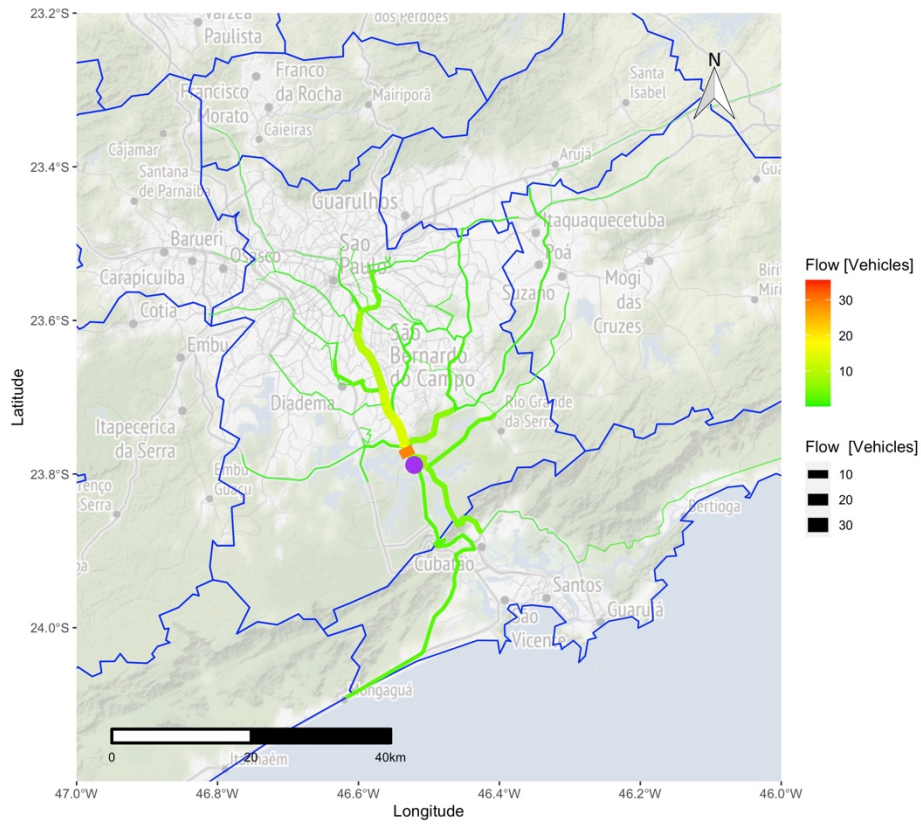 23.2°S
23.4°S
23.6°S
23.8°S
24.0°S
Latitude
47.0°W
46.8°W
46.6°W
46.4°W
46.2°W
46.0°W
Longitude
N
Varzea
Paulista
dos Perdões
Franco
da Rocha
Francisco
Morato
Mairiporã
Caieiras
Cajamar
Santana
de Parnaíba
Santa
Isabel
Arujá
Guarulhos
Itaquaquecetuba
Barueri
Osasco
Carapicuiba
Cotia
São
Paulo
Poá
Suzano
Mogi
das
Cruzes
Embu
São
Bernardo
do Campo
Diadema
Rio Grande
da Serra
Itapecerica
da Serra
Embu
Guaçu
Bertioga
Cubatão
Santos
São
Vicente
Guarujá
Mongaguá
Itanhaém
0
20
40km
Flow [Vehicles]
30
20
10
Flow [Vehicles]
10
20
30